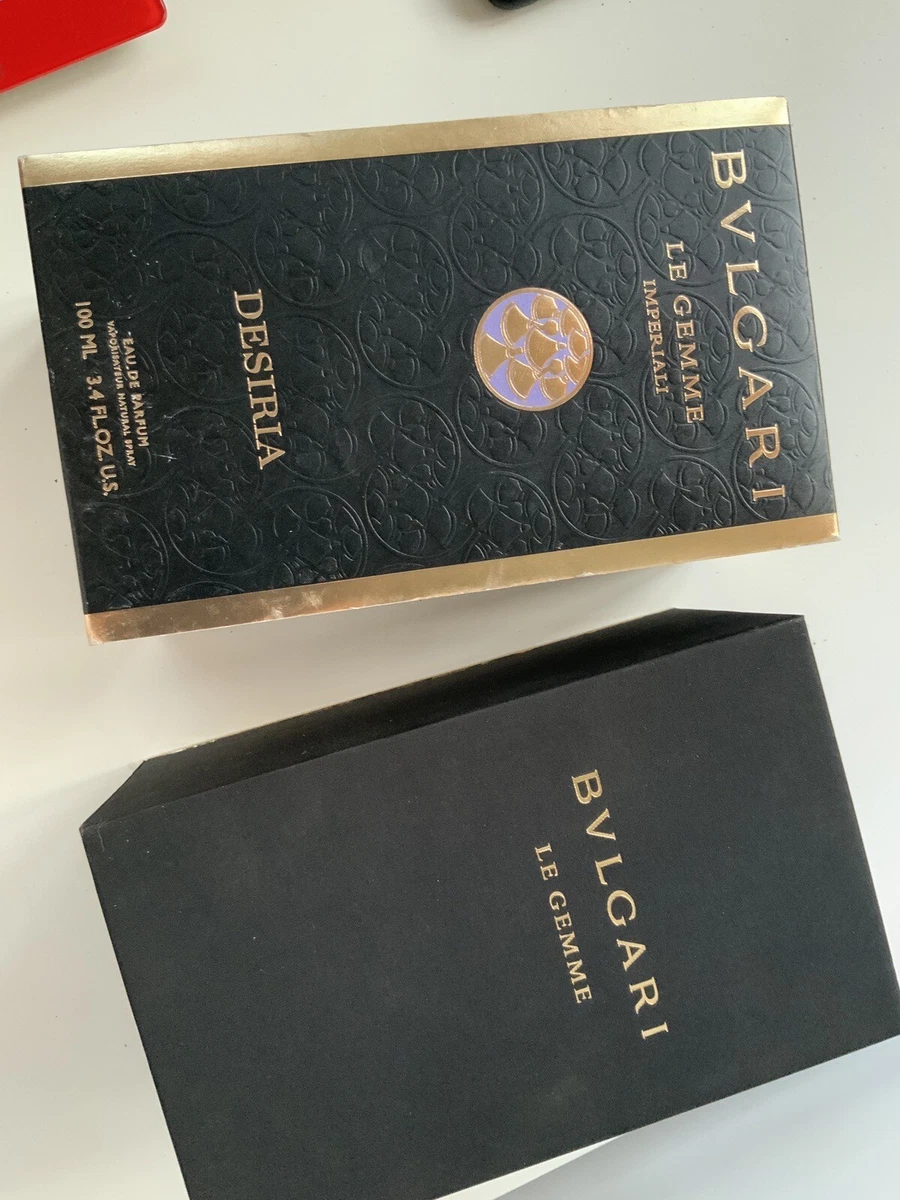 BVLGARI
LE GEMME
IMPERIALI
DESIRIA
EAU DE PARFUM
VAPORISATEUR NATURAL SPRAY
100 ML 3.4 FL.OZ. U.S.
BVLGARI
LE GEMME